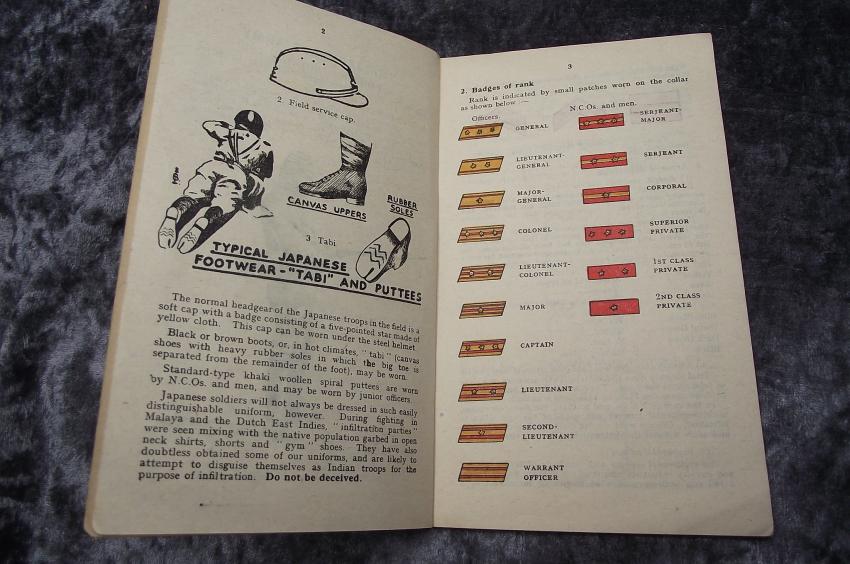 2
2. Field service cap.
CANVAS UPPERS
RUBBER
SOLES
3 Tabi
TYPICAL JAPANESE
FOOTWEAR - "TABI" AND PUTTEES
The normal headgear of the Japanese troops in the field is a
soft cap with a badge consisting of a five-pointed star made of
yellow cloth. This cap can be worn under the steel helmet
Black or brown boots, or, in hot climates, "tabi" (canvas
shoes with heavy rubber soles in which the big toe is
separated from the remainder of the foot), may be worn.
Standard-type khaki woollen spiral puttees are worn
by N.C.Os. and men, and may be worn by junior officers.
Japanese soldiers will not always be dressed in such easily
distinguishable uniform, however. During fighting in
Malaya and the Dutch East Indies, "infiltration parties"
were seen mixing with the native population garbed in open
neck shirts, shorts and "gym" shoes. They have also
doubtless obtained some of our uniforms, and are likely to
attempt to disguise themselves as Indian troops for the
purpose of infiltration. Do not be deceived.
3
2. Badges of rank
Rank is indicated by small patches worn on the collar
as shown below :—
Officers. N.C.Os. and men.
GENERAL
SERJEANT-
MAJOR
LIEUTENANT-
GENERAL
SERJEANT
MAJOR-
GENERAL
CORPORAL
COLONEL
SUPERIOR
PRIVATE
LIEUTENANT-
COLONEL
1ST CLASS
PRIVATE
MAJOR
2ND CLASS
PRIVATE
CAPTAIN
LIEUTENANT
SECOND-
LIEUTENANT
WARRANT
OFFICER